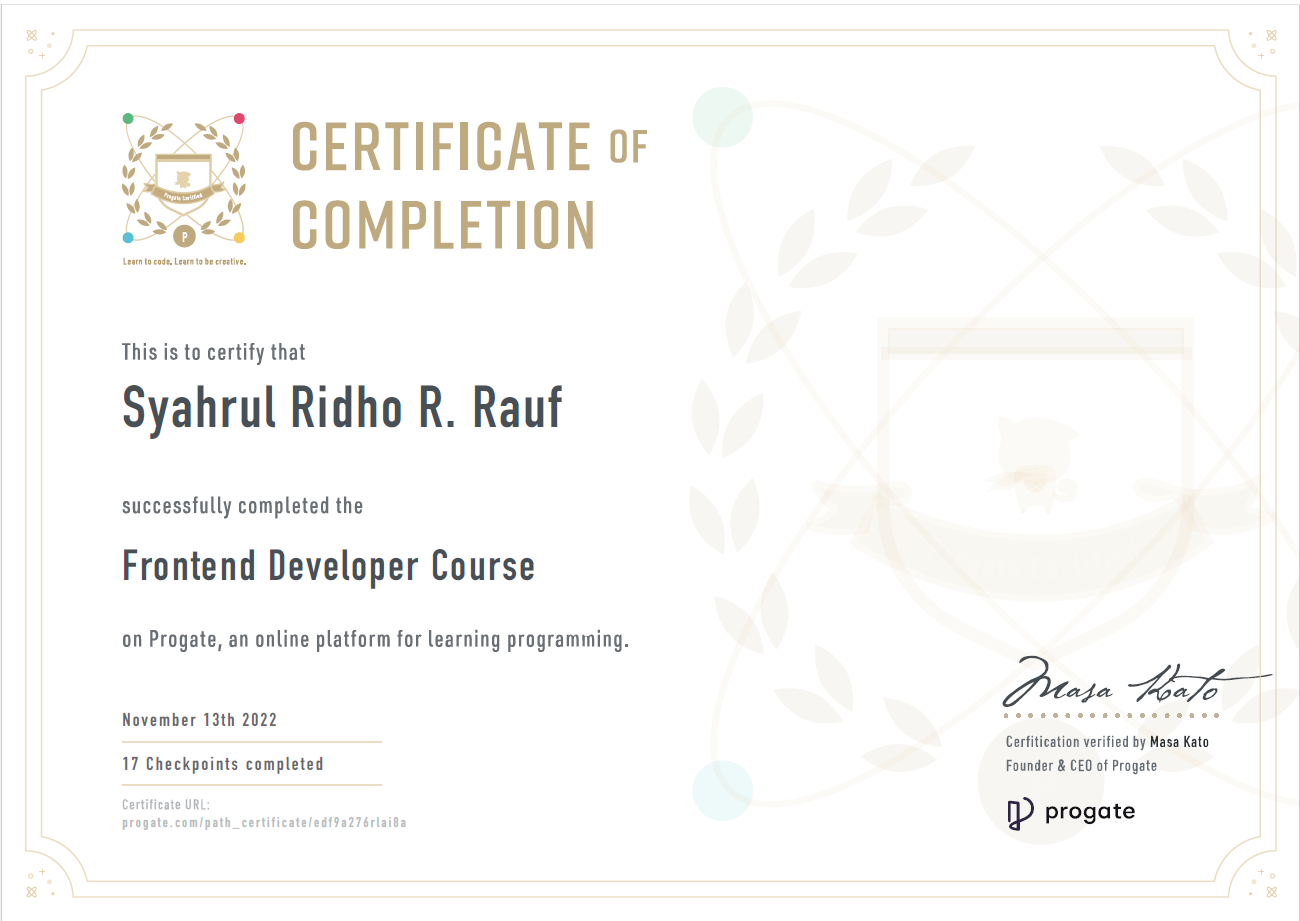 CERTIFICATE OF
COMPLETION
Progate Certified
P
Learn to code. Learn to be creative.
This is to certify that
Syahrul Ridho R. Rauf
successfully completed the
Frontend Developer Course
on Progate, an online platform for learning programming.
November 13th 2022
17 Checkpoints completed
Certificate URL:
progate.com/path_certificate/edf9a276rlai8a
Masa Kato
Cerfitication verified by Masa Kato
Founder & CEO of Progate
progate